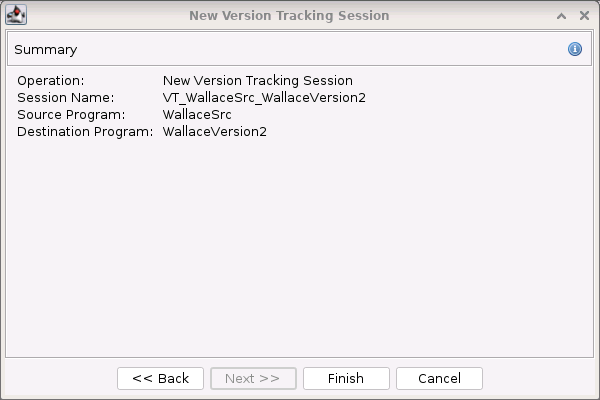 New Version Tracking Session
Summary
Operation: New Version Tracking Session
Session Name: VT_WallaceSrc_WallaceVersion2
Source Program: WallaceSrc
Destination Program: WallaceVersion2
<< Back Next >> Finish Cancel